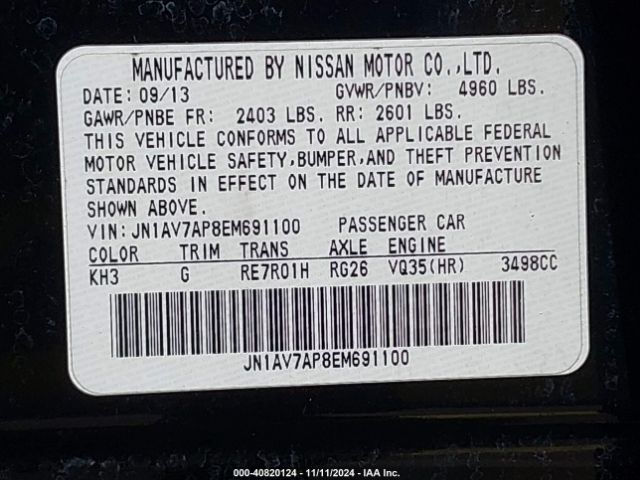 MANUFACTURED BY NISSAN MOTOR CO.,LTD.
DATE: 09/13 GVWR/PNBV: 4960 LBS.
GAWR/PNBE FR: 2403 LBS. RR: 2601 LBS.
THIS VEHICLE CONFORMS TO ALL APPLICABLE FEDERAL
MOTOR VEHICLE SAFETY,BUMPER,AND THEFT PREVENTION
STANDARDS IN EFFECT ON THE DATE OF MANUFACTURE
SHOWN ABOVE.
VIN: JN1AV7AP8EM691100 PASSENGER CAR
COLOR TRIM TRANS AXLE ENGINE
KH3 G RE7R01H RG26 VQ35(HR) 3498CC
JN1AV7AP8EM691100
000-40820124 - 11/11/2024 - IAA Inc.